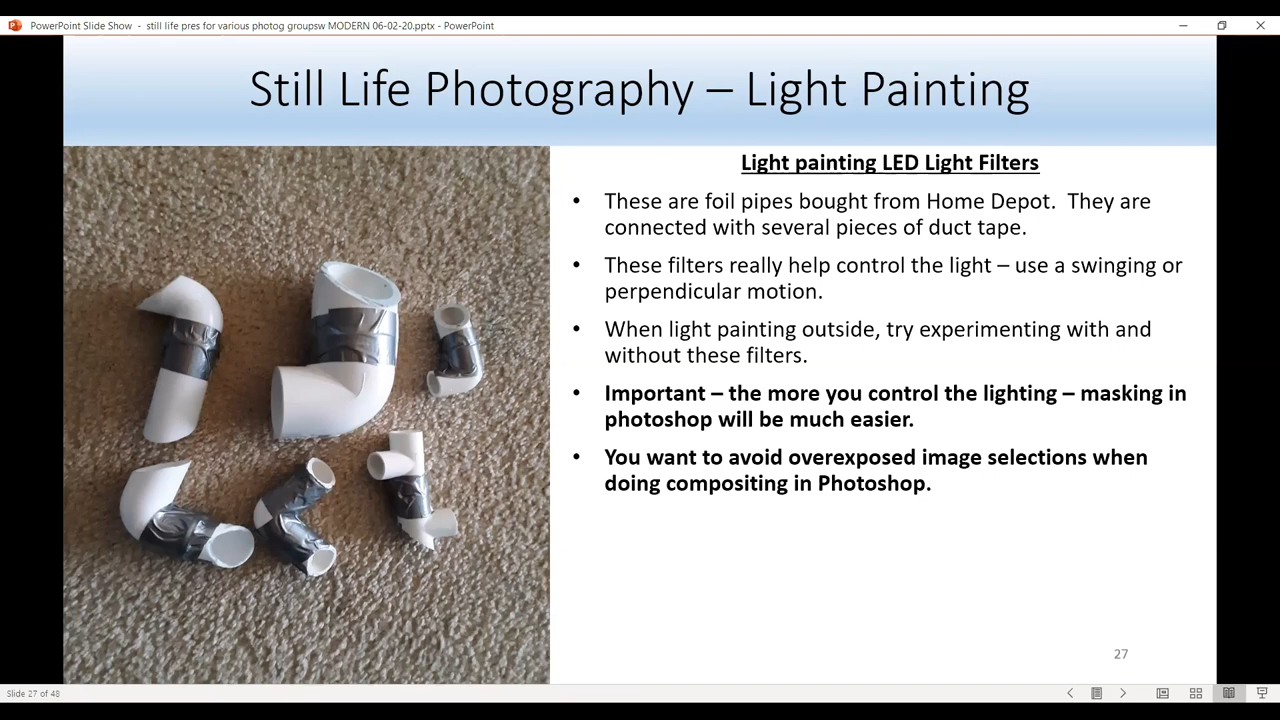 PowerPoint Slide Show - still life pres for various photog groupsw MODERN 06-02-20.pptx - PowerPoint
Still Life Photography – Light Painting
Light painting LED Light Filters
• These are foil pipes bought from Home Depot.  They are
connected with several pieces of duct tape.
• These filters really help control the light – use a swinging or
perpendicular motion.
• When light painting outside, try experimenting with and
without these filters.
• Important – the more you control the lighting – masking in
photoshop will be much easier.
• You want to avoid overexposed image selections when
doing compositing in Photoshop.
27
Slide 27 of 48